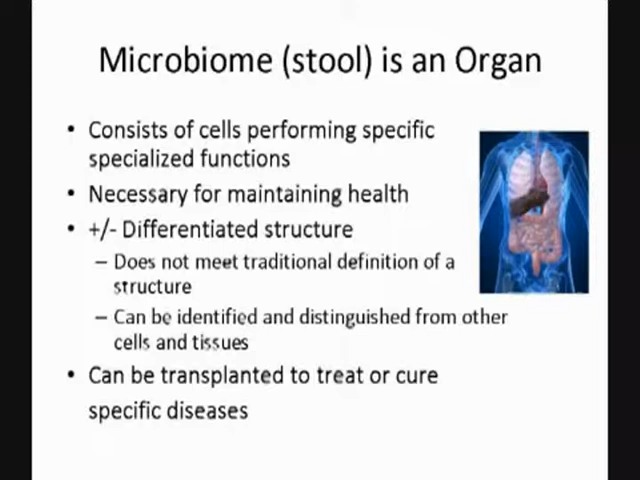 Microbiome (stool) is an Organ
• Consists of cells performing specific
specialized functions
• Necessary for maintaining health
• +/- Differentiated structure
– Does not meet traditional definition of a
structure
– Can be identified and distinguished from other
cells and tissues
• Can be transplanted to treat or cure
specific diseases